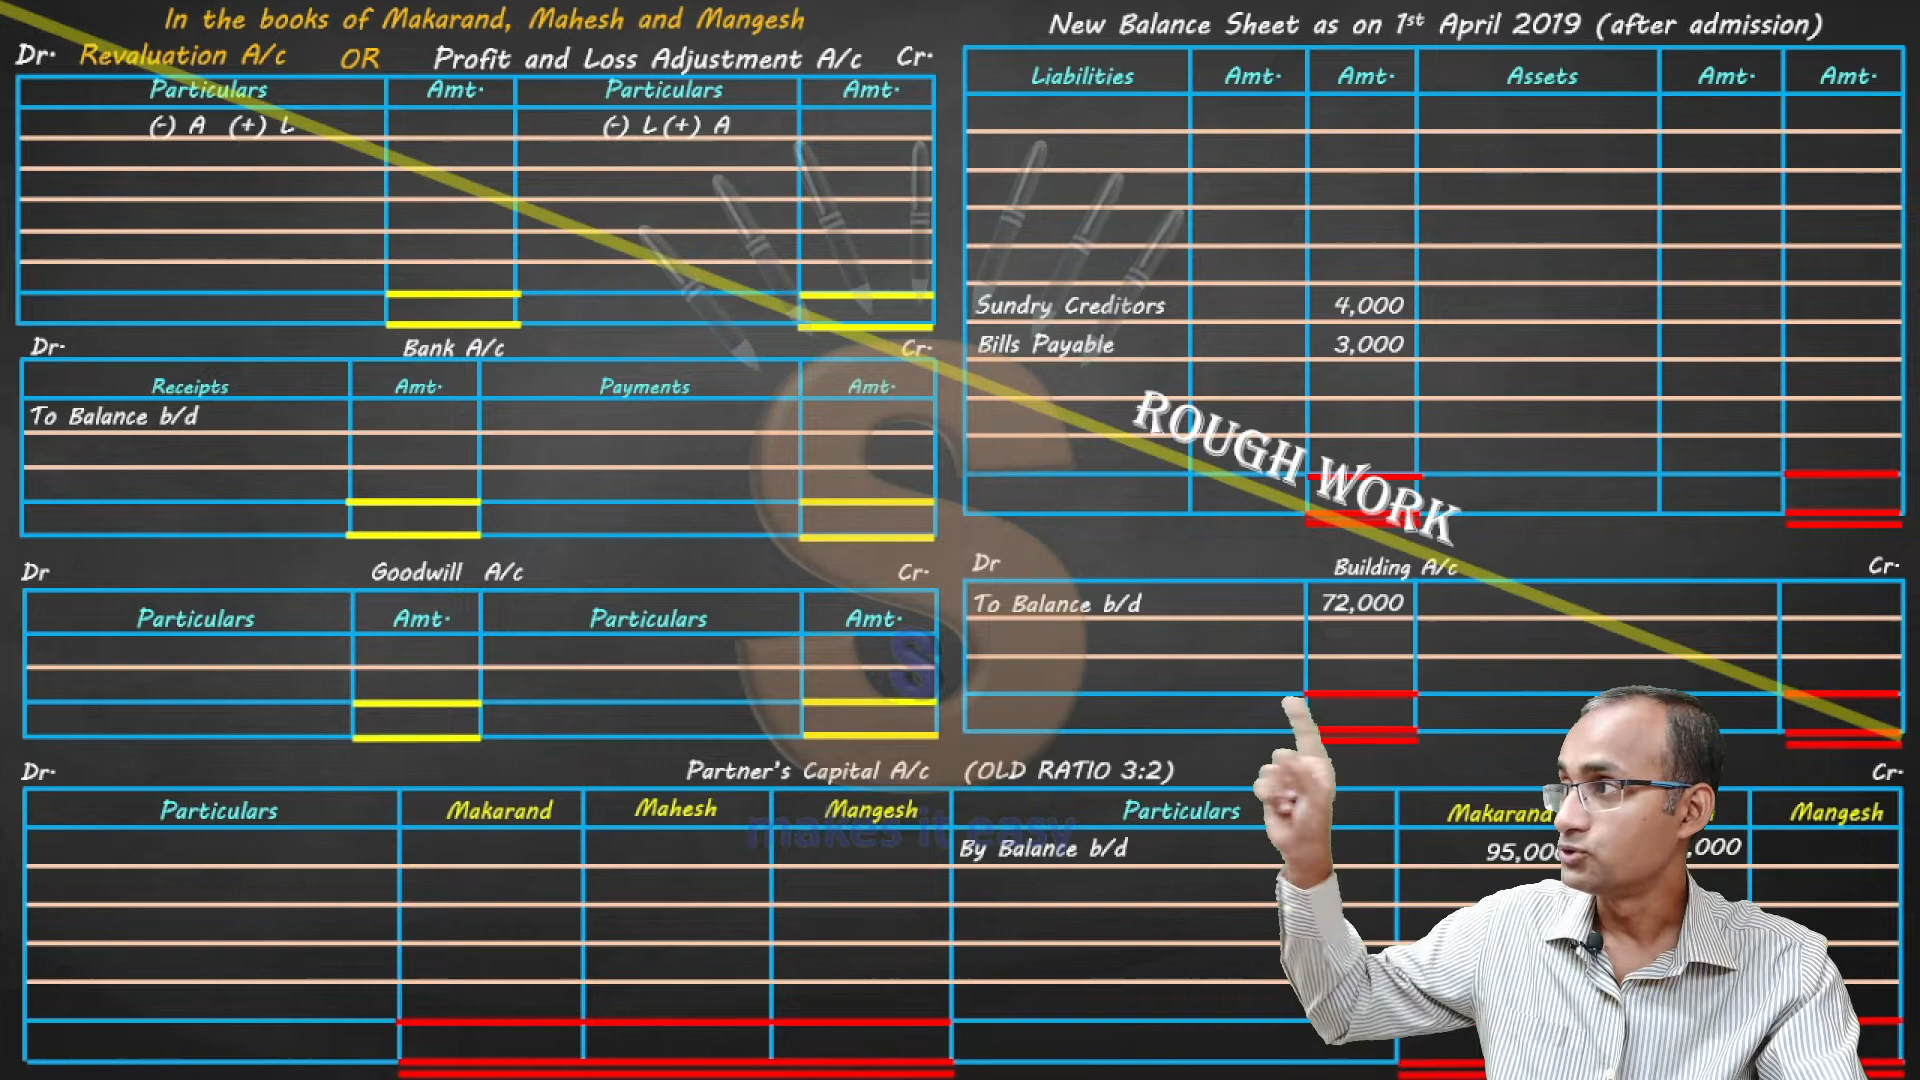 In the books of Makarand, Mahesh and Mangesh
Dr. Revaluation A/c OR Profit and Loss Adjustment A/c Cr.
Particulars Amt. Particulars Amt.
(-) A (+) L (-) L (+) A
Dr. Bank A/c Cr.
Receipts Amt. Payments Amt.
To Balance b/d
Dr Goodwill A/c Cr.
Particulars Amt. Particulars Amt.
New Balance Sheet as on 1st April 2019 (after admission)
Liabilities Amt. Amt. Assets Amt. Amt.
Sundry Creditors 4,000
Bills Payable 3,000
ROUGH WORK
Dr Building A/c Cr.
To Balance b/d 72,000
Dr. Partner's Capital A/c (OLD RATIO 3:2) Cr.
Particulars Makarand Mahesh Mangesh Particulars Makarand Mangesh
By Balance b/d
S
S
makes it easy